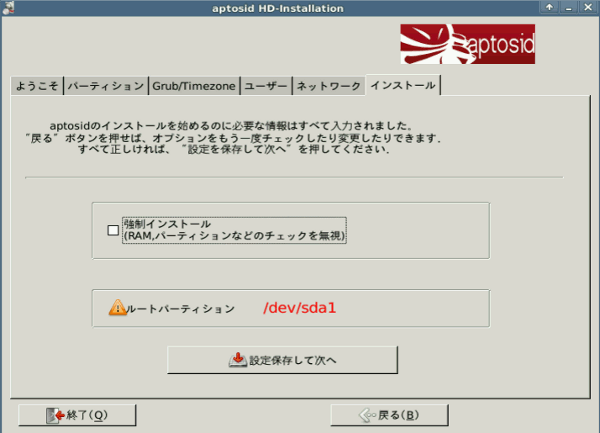 aptosid HD-Installation
aptosid
ようこそ パーティション Grub/Timezone ユーザー ネットワーク インストール
aptosidのインストールを始めるのに必要な情報はすべて入力されました.
“戻る” ボタンを押せば、オプションをもう一度チェックしたり変更したりできます.
すべて正しければ、 “設定を保存して次へ” を押してください.
強制インストール
(RAM,パーティションなどのチェックを無視)
ルートパーティション /dev/sda1
設定保存して次へ
終了(Q) 戻る(B)